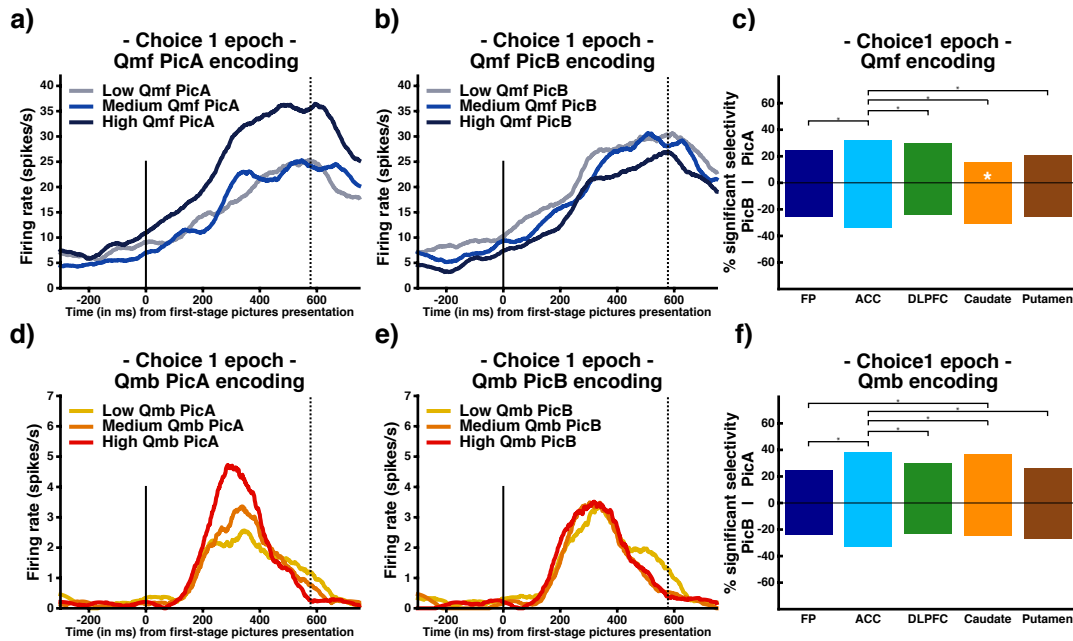 a)
- Choice 1 epoch -
Qmf PicA encoding
Firing rate (spikes/s)
40
35
30
25
20
15
10
5
0
Low Qmf PicA
Medium Qmf PicA
High Qmf PicA
-200 0 200 400 600
Time (in ms) from first-stage pictures presentation
b)
- Choice 1 epoch -
Qmf PicB encoding
Firing rate (spikes/s)
40
35
30
25
20
15
10
5
0
Low Qmf PicB
Medium Qmf PicB
High Qmf PicB
-200 0 200 400 600
Time (in ms) from first-stage pictures presentation
c)
- Choice1 epoch -
Qmf encoding
% significant selectivity
PicB – PicA
60
40
20
0
-20
-40
-60
* * * *
*
FP ACC DLPFC Caudate Putamen
d)
- Choice 1 epoch -
Qmb PicA encoding
Firing rate (spikes/s)
7
6
5
4
3
2
1
0
Low Qmb PicA
Medium Qmb PicA
High Qmb PicA
-200 0 200 400 600
Time (in ms) from first-stage pictures presentation
e)
- Choice 1 epoch -
Qmb PicB encoding
Firing rate (spikes/s)
7
6
5
4
3
2
1
0
Low Qmb PicB
Medium Qmb PicB
High Qmb PicB
-200 0 200 400 600
Time (in ms) from first-stage pictures presentation
f)
- Choice1 epoch -
Qmb encoding
% significant selectivity
PicB – PicA
60
40
20
0
-20
-40
-60
* * * * *
FP ACC DLPFC Caudate Putamen